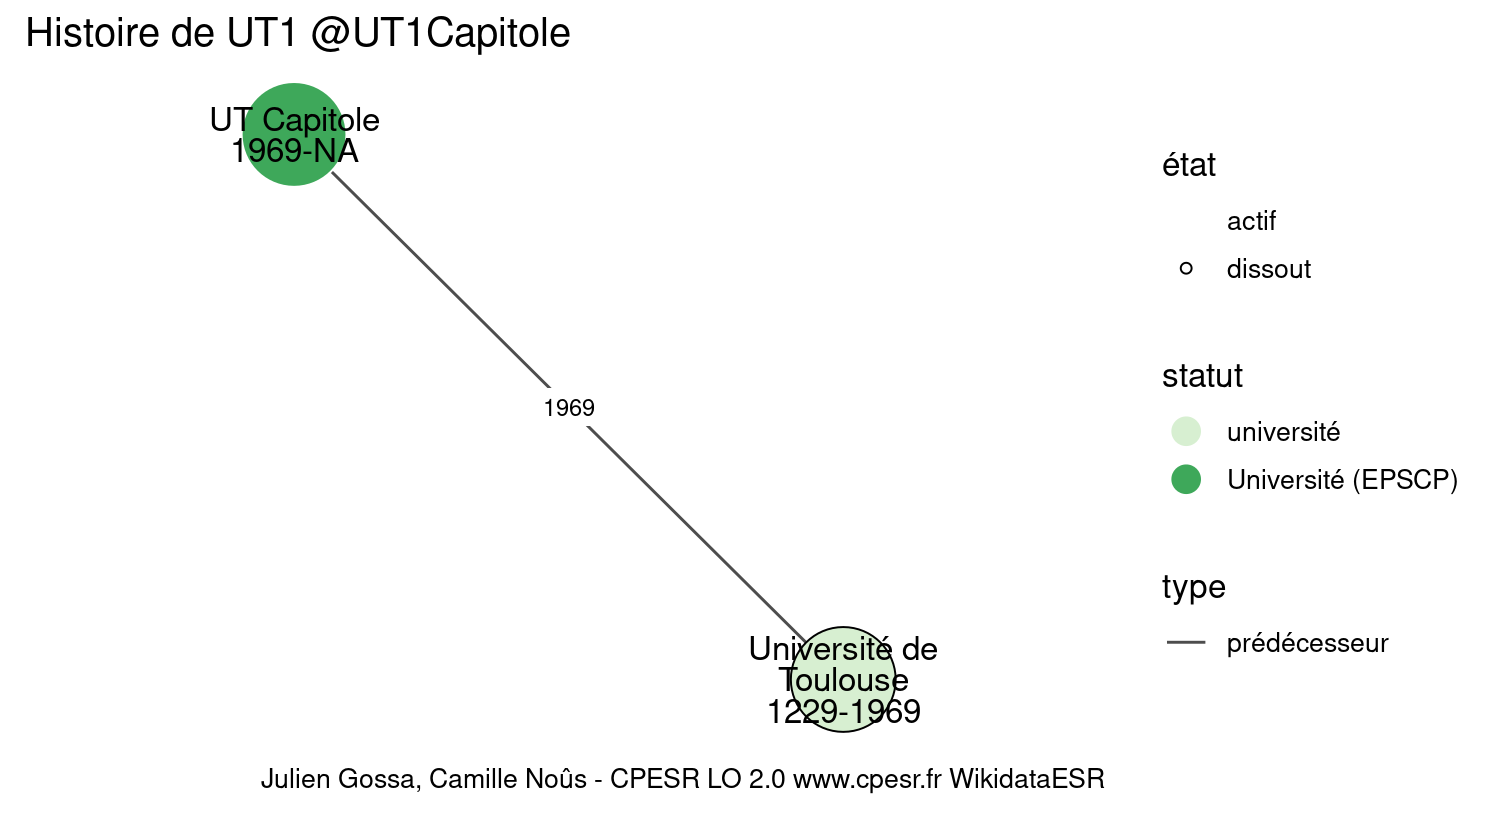 Histoire de UT1 @UT1Capitole
UT Capitole
1969-NA
1969
Université de
Toulouse
1229-1969
état
actif
dissout
statut
université
Université (EPSCP)
type
prédécesseur
Julien Gossa, Camille Noûs - CPESR LO 2.0 www.cpesr.fr WikidataESR